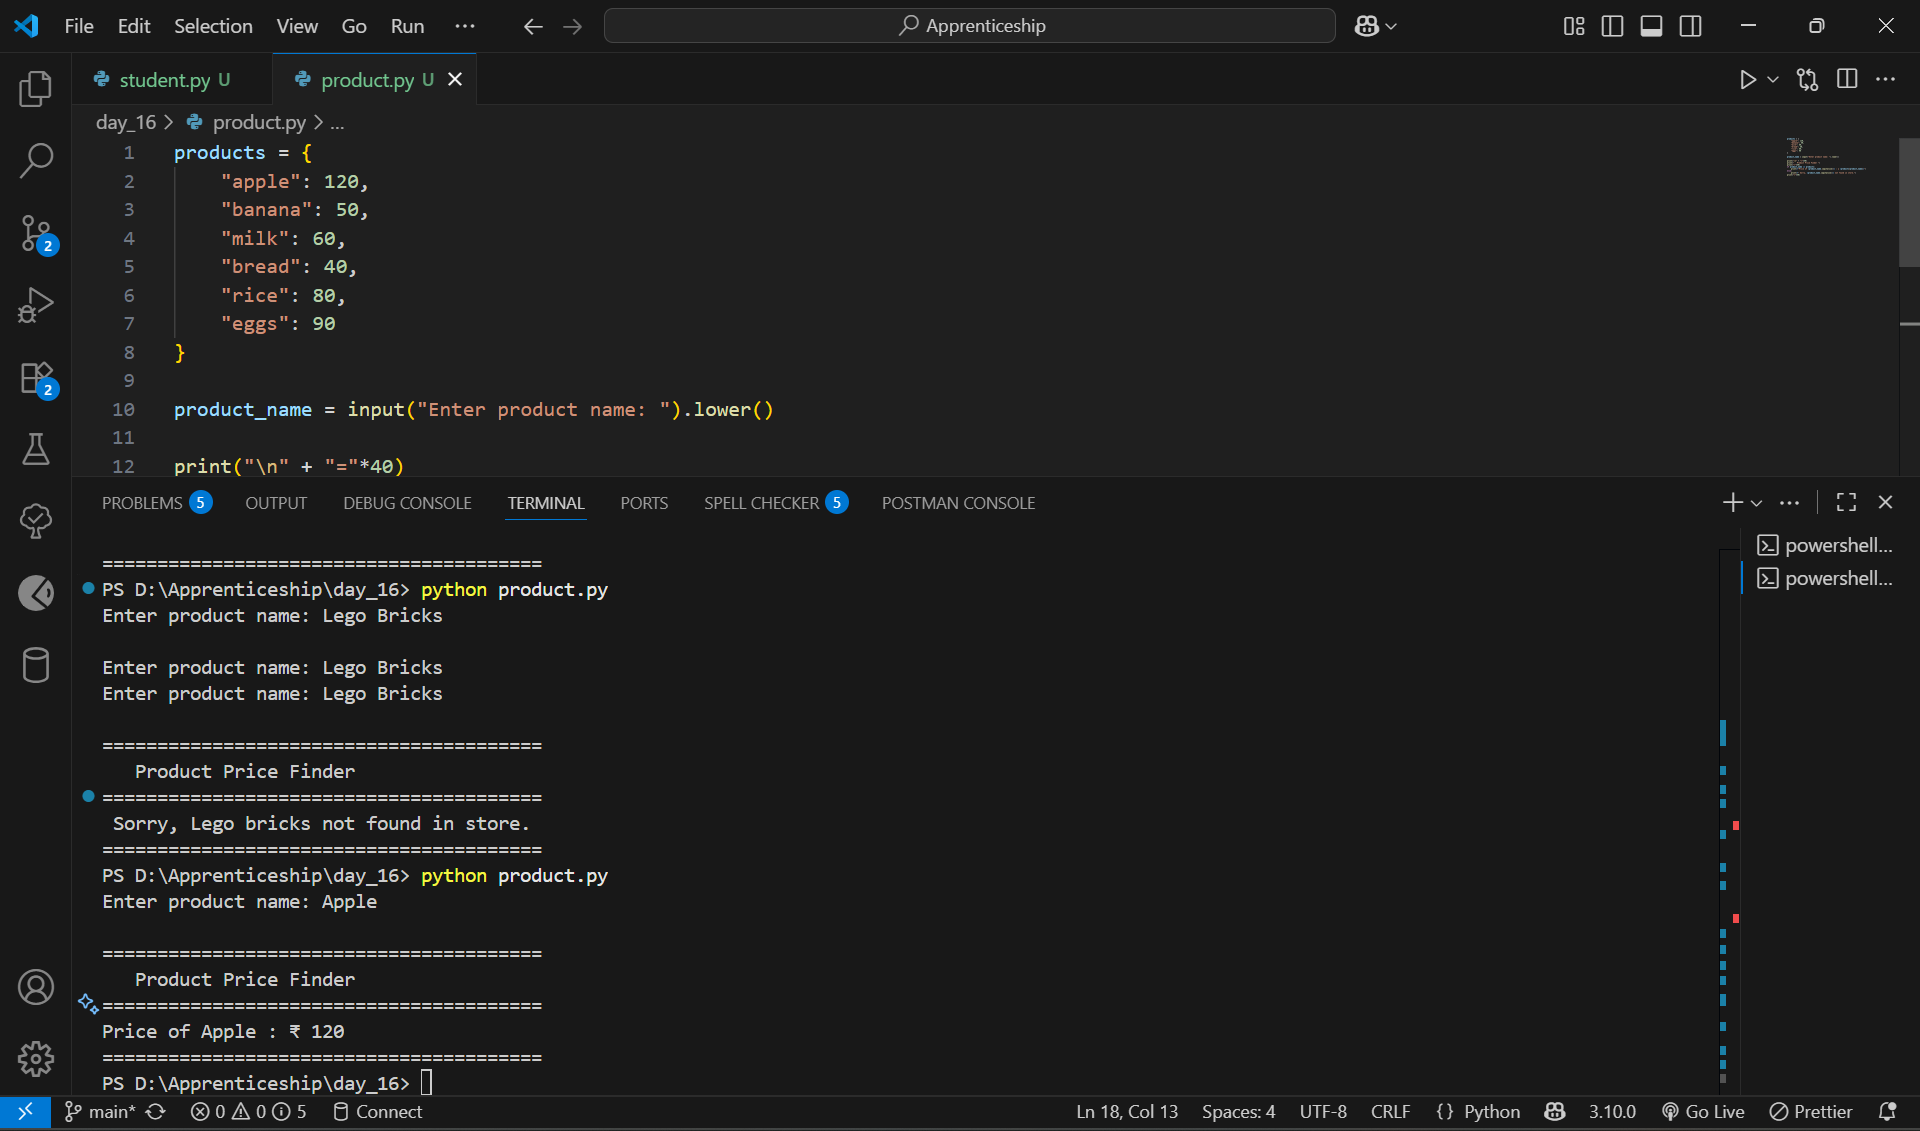 File Edit Selection View Go Run ··· Apprenticeship
student.py U product.py U
day_16 > product.py > ...
1 products = {
2 "apple": 120,
3 "banana": 50,
4 "milk": 60,
5 "bread": 40,
6 "rice": 80,
7 "eggs": 90
8 }
9
10 product_name = input("Enter product name: ").lower()
11
12 print("\n" + "="*40)
2
2
PROBLEMS 5 OUTPUT DEBUG CONSOLE TERMINAL PORTS SPELL CHECKER 5 POSTMAN CONSOLE
powershell...
powershell...
========================================
PS D:\Apprenticeship\day_16> python product.py
Enter product name: Lego Bricks
Enter product name: Lego Bricks
Enter product name: Lego Bricks
========================================
Product Price Finder
========================================
Sorry, Lego bricks not found in store.
========================================
PS D:\Apprenticeship\day_16> python product.py
Enter product name: Apple
========================================
Product Price Finder
========================================
Price of Apple : ₹ 120
========================================
PS D:\Apprenticeship\day_16>
main* 0 0 5 Connect Ln 18, Col 13 Spaces: 4 UTF-8 CRLF {} Python 3.10.0 Go Live Prettier